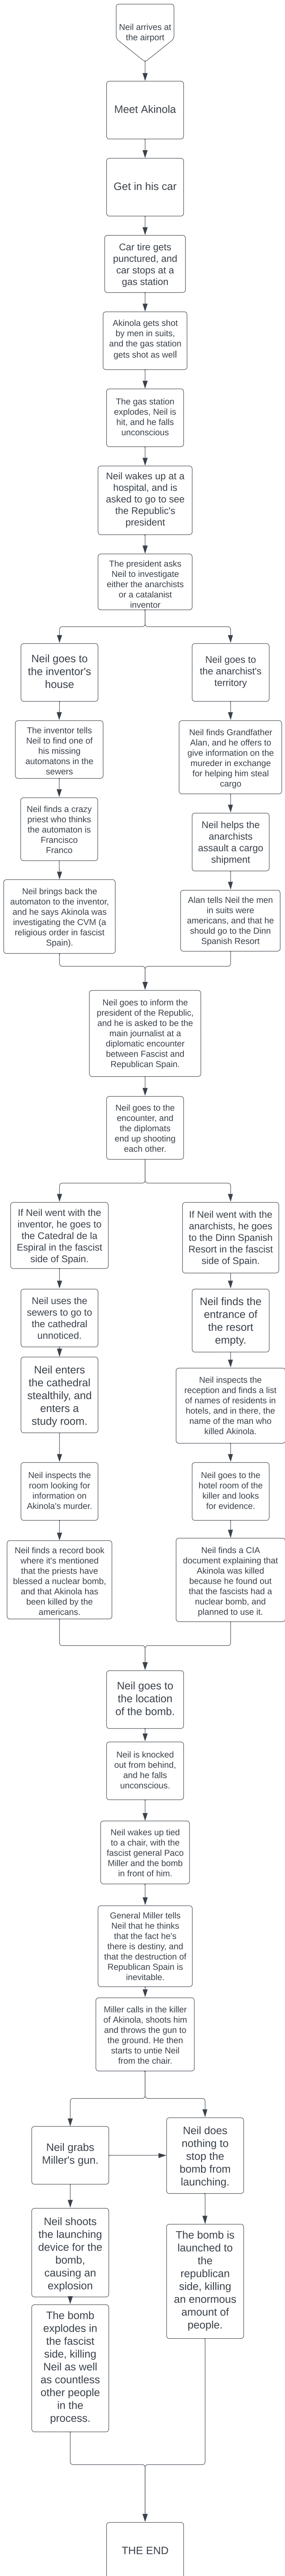 Neil arrives at
the airport
Meet Akinola
Get in his car
Car tire gets
punctured, and
car stops at a
gas station
Akinola gets shot
by men in suits,
and the gas station
gets shot as well
The gas station
explodes, Neil is
hit, and he falls
unconscious
Neil wakes up at a
hospital, and is
asked to go to see
the Republic's
president
The president asks
Neil to investigate
either the anarchists
or a catalanist
inventor
Neil goes to
the inventor's
house
The inventor tells
Neil to find one of
his missing
automatons in the
sewers
Neil finds a crazy
priest who thinks
the automaton is
Francisco
Franco
Neil brings back the
automaton to the inventor,
and he says Akinola was
investigating the CVM (a
religious order in fascist
Spain).
Neil goes to
the anarchist's
territory
Neil finds Grandfather
Alan, and he offers to
give information on the
mureder in exchange
for helping him steal
cargo
Neil helps the
anarchists
assault a cargo
shipment
Alan tells Neil the men
in suits were
americans, and that he
should go to the Dinn
Spanish Resort
Neil goes to inform the
president of the Republic,
and he is asked to be the
main journalist at a
diplomatic encounter
between Fascist and
Republican Spain.
Neil goes to the
encounter, and
the diplomats
end up shooting
each other.
If Neil went with the
inventor, he goes to
the Catedral de la
Espiral in the fascist
side of Spain.
Neil uses the
sewers to go to
the cathedral
unnoticed.
Neil enters
the cathedral
stealthily, and
enters a
study room.
Neil inspects the
room looking for
information on
Akinola's murder.
Neil finds a record book
where it's mentioned
that the priests have
blessed a nuclear bomb,
and that Akinola has
been killed by the
americans.
If Neil went with the
anarchists, he goes
to the Dinn Spanish
Resort in the fascist
side of Spain.
Neil finds the
entrance of
the resort
empty.
Neil inspects the
reception and finds a list
of names of residents in
hotels, and in there, the
name of the man who
killed Akinola.
Neil goes to the
hotel room of the
killer and looks
for evidence.
Neil finds a CIA
document explaining that
Akinola was killed
because he found out
that the fascists had a
nuclear bomb, and
planned to use it.
Neil goes to
the location
of the bomb.
Neil is knocked
out from behind,
and he falls
unconscious.
Neil wakes up tied
to a chair, with the
fascist general Paco
Miller and the bomb
in front of him.
General Miller tells
Neil that he thinks
that the fact he's
there is destiny, and
that the destruction of
Republican Spain is
inevitable.
Miller calls in the killer
of Akinola, shoots him
and throws the gun to
the ground. He then
starts to untie Neil
from the chair.
Neil grabs
Miller's gun.
Neil shoots
the launching
device for the
bomb,
causing an
explosion
The bomb
explodes in
the fascist
side, killing
Neil as well
as countless
other people
in the
process.
Neil does
nothing to
stop the
bomb from
launching.
The bomb is
launched to
the
republican
side, killing
an enormous
amount of
people.
THE END